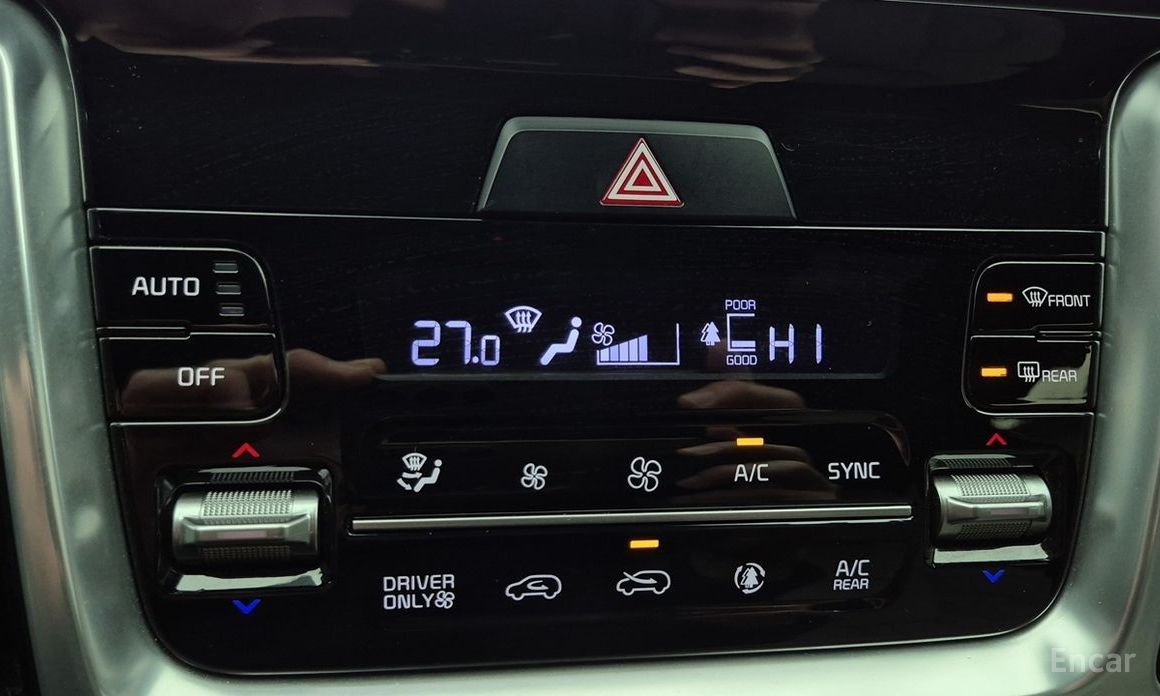 AUTO
OFF
27.0
POOR
GOOD
HI
FRONT
REAR
A/C
SYNC
DRIVER
ONLY
A/C
REAR
Encar